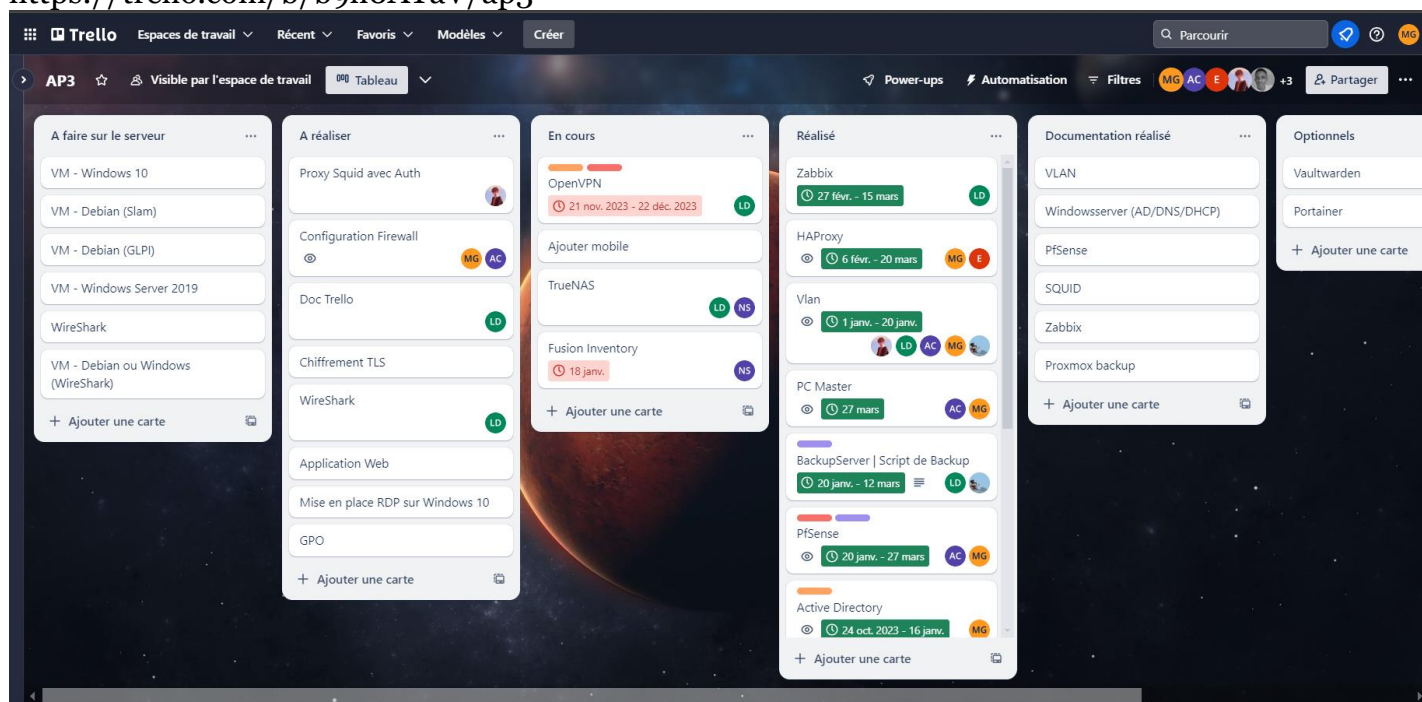 Trello Espaces de travail Récent Favoris Modèles Créer Parcourir MG
AP3 Visible par l'espace de travail Tableau Power-ups Automatisation Filtres MG AC E +3 Partager
A faire sur le serveur
VM - Windows 10
VM - Debian (Slam)
VM - Debian (GLPI)
VM - Windows Server 2019
WireShark
VM - Debian ou Windows
(WireShark)
+ Ajouter une carte
A réaliser
Proxy Squid avec Auth
Configuration Firewall
MG AC
Doc Trello
LD
Chiffrement TLS
WireShark
LD
Application Web
Mise en place RDP sur Windows 10
GPO
+ Ajouter une carte
En cours
OpenVPN
21 nov. 2023 - 22 déc. 2023 LD
Ajouter mobile
TrueNAS
LD NS
Fusion Inventory
18 janv. NS
+ Ajouter une carte
Réalisé
Zabbix
27 févr. - 15 mars LD
HAProxy
6 févr. - 20 mars MG E
Vlan
1 janv. - 20 janv.
LD AC MG
PC Master
27 mars AC MG
BackupServer | Script de Backup
20 janv. - 12 mars LD
PfSense
20 janv. - 27 mars AC MG
Active Directory
24 oct. 2023 - 16 janv. MG
+ Ajouter une carte
Documentation réalisé
VLAN
Windowsserver (AD/DNS/DHCP)
PfSense
SQUID
Zabbix
Proxmox backup
+ Ajouter une carte
Optionnels
Vaultwarden
Portainer
+ Ajouter une carte